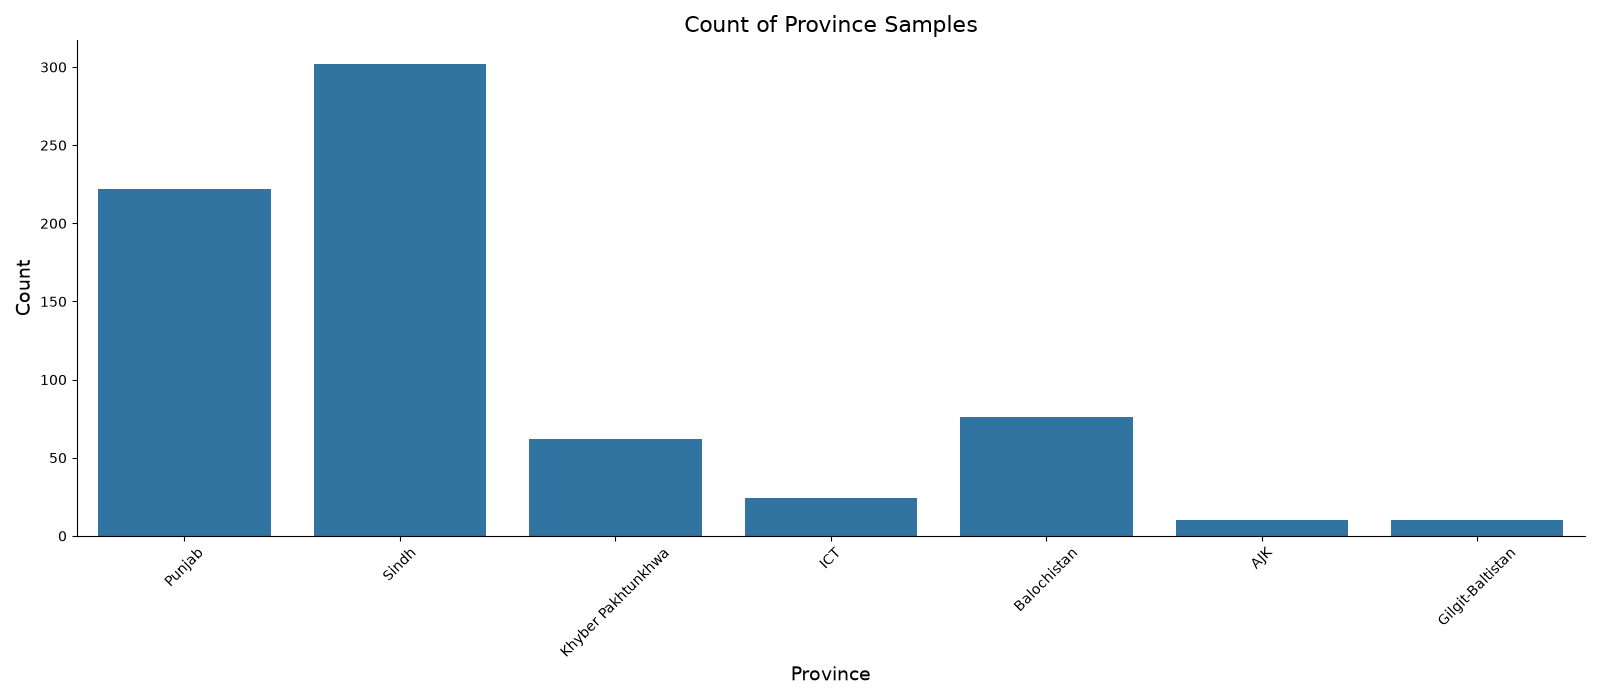 Count of Province Samples
Count
300
250
200
150
100
50
0
Punjab
Sindh
Khyber Pakhtunkhwa
ICT
Balochistan
AJK
Gilgit-Baltistan
Province